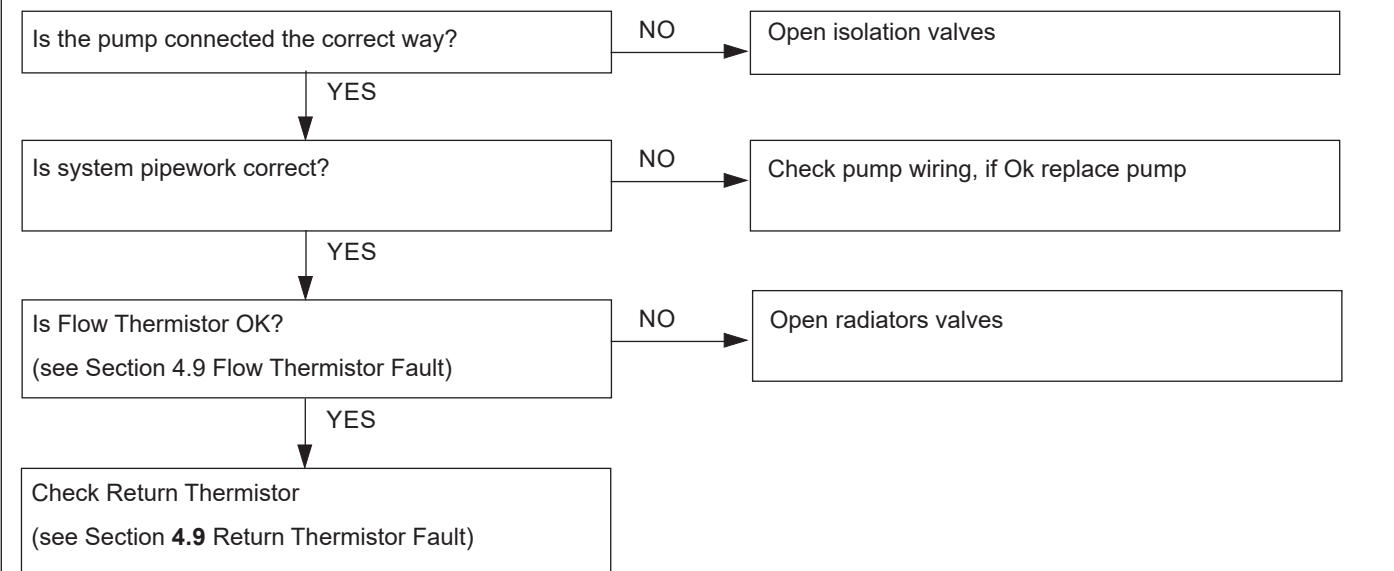 Is the pump connected the correct way?
NO
Open isolation valves
YES
Is system pipework correct?
NO
Check pump wiring, if Ok replace pump
YES
Is Flow Thermistor OK?
(see Section 4.9 Flow Thermistor Fault)
NO
Open radiators valves
YES
Check Return Thermistor
(see Section 4.9 Return Thermistor Fault)